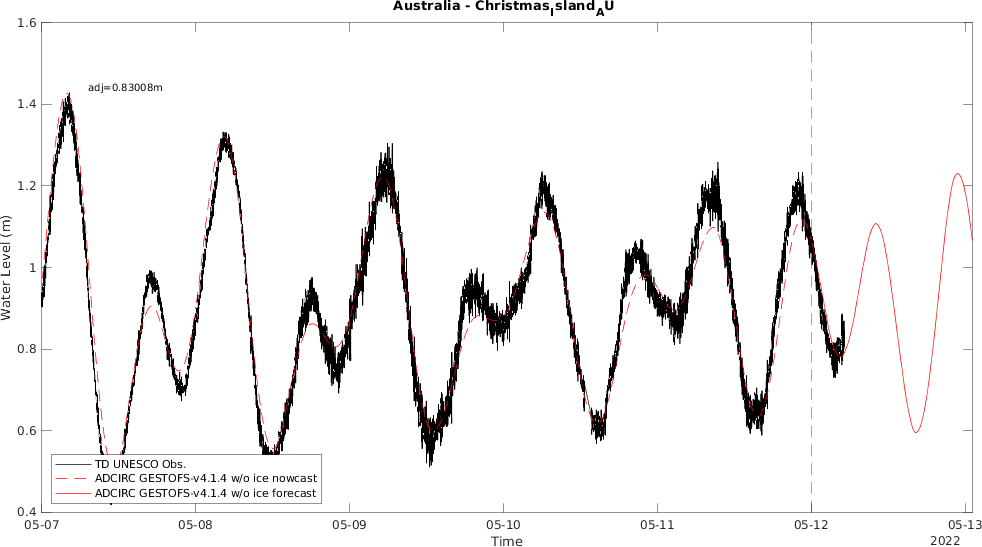 Australia - Christmas_Island_AU
1.6
1.4
1.2
1
0.8
0.6
0.4
Water Level (m)
adj=0.83008m
TD UNESCO Obs.
ADCIRC GESTOFS-v4.1.4 w/o ice nowcast
ADCIRC GESTOFS-v4.1.4 w/o ice forecast
05-07 05-08 05-09 05-10 05-11 05-12 05-13
Time
2022